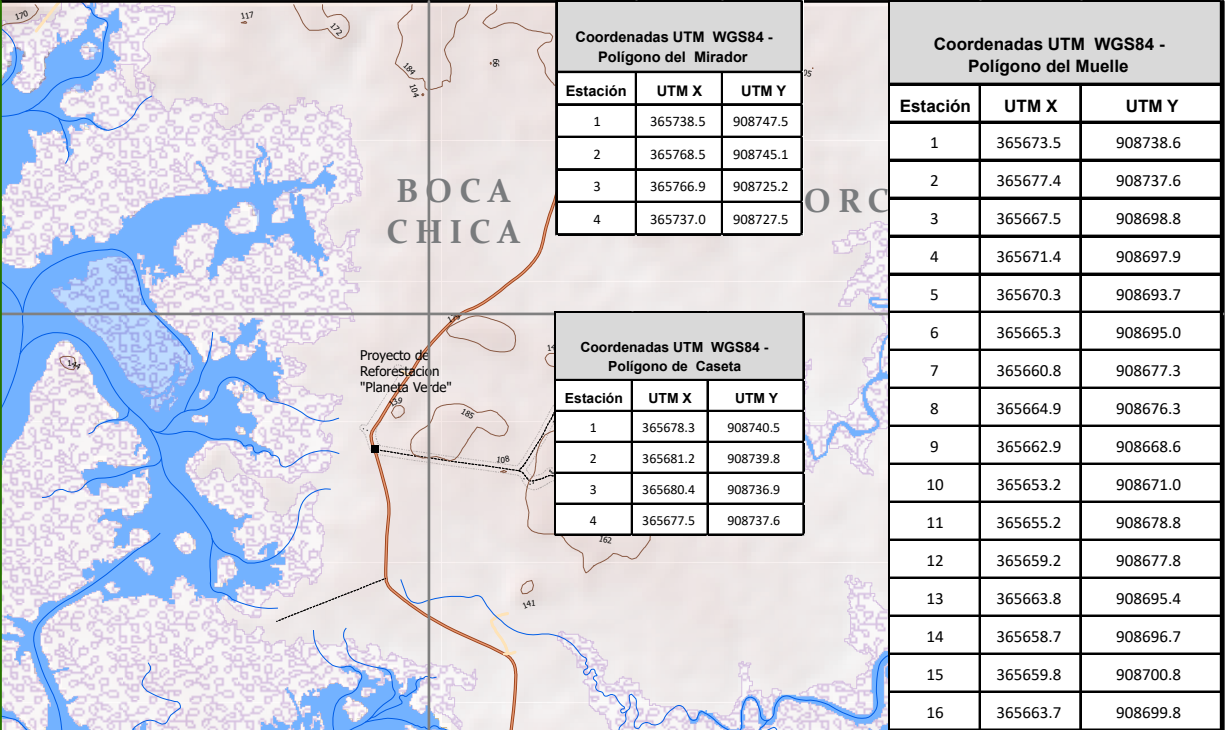 170
117
172
184
104
99
BOCA
CHICA
ORC
Proyecto de
Reforestación
"Planeta Verde"
139
185
108
144
162
141
Coordenadas UTM WGS84 -
Polígono del Mirador
Estación UTM X UTM Y
1 365738.5 908747.5
2 365768.5 908745.1
3 365766.9 908725.2
4 365737.0 908727.5
Coordenadas UTM WGS84 -
Polígono de Caseta
Estación UTM X UTM Y
1 365678.3 908740.5
2 365681.2 908739.8
3 365680.4 908736.9
4 365677.5 908737.6
Coordenadas UTM WGS84 -
Polígono del Muelle
Estación UTM X UTM Y
1 365673.5 908738.6
2 365677.4 908737.6
3 365667.5 908698.8
4 365671.4 908697.9
5 365670.3 908693.7
6 365665.3 908695.0
7 365660.8 908677.3
8 365664.9 908676.3
9 365662.9 908668.6
10 365653.2 908671.0
11 365655.2 908678.8
12 365659.2 908677.8
13 365663.8 908695.4
14 365658.7 908696.7
15 365659.8 908700.8
16 365663.7 908699.8